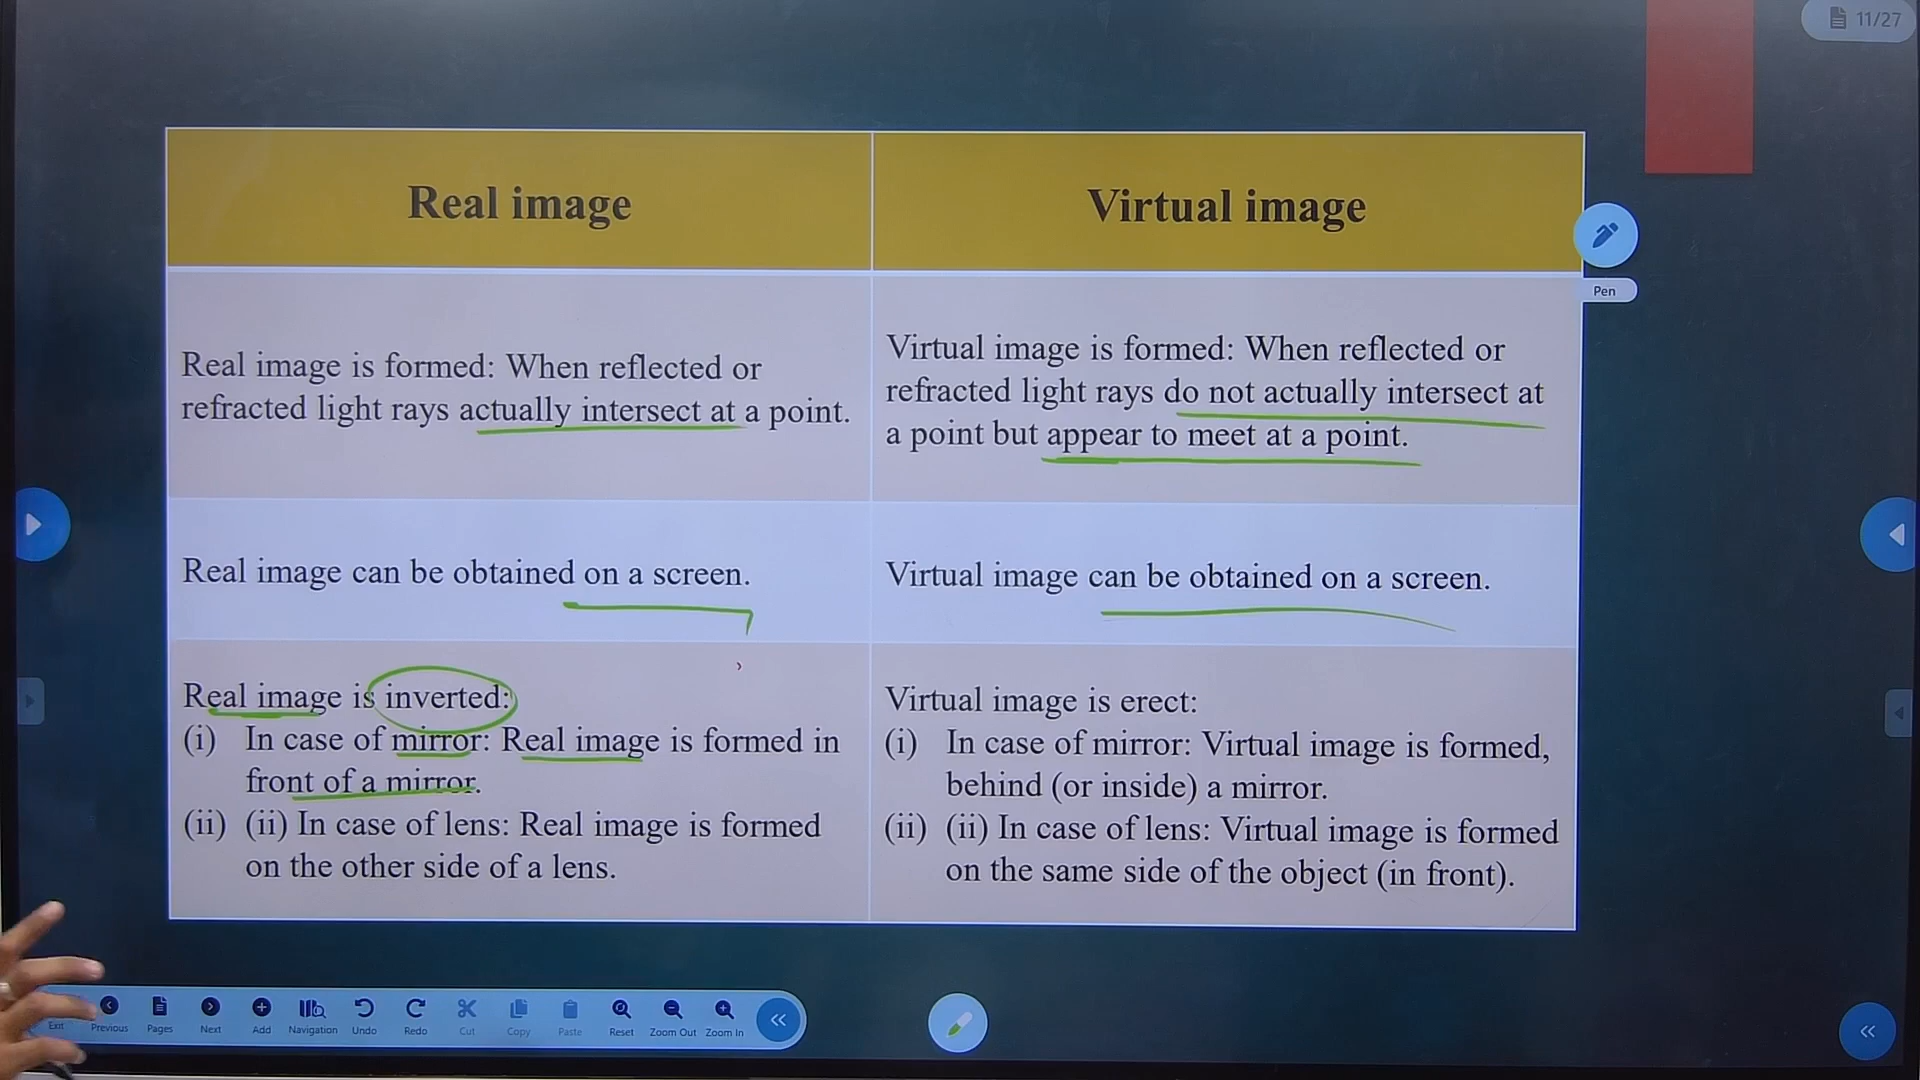 11/27
Real image
Virtual image
Pen
Real image is formed: When reflected or
refracted light rays actually intersect at a point.
Virtual image is formed: When reflected or
refracted light rays do not actually intersect at
a point but appear to meet at a point.
Real image can be obtained on a screen.
Virtual image can be obtained on a screen.
Real image is inverted:
(i) In case of mirror: Real image is formed in
front of a mirror.
(ii) (ii) In case of lens: Real image is formed
on the other side of a lens.
Virtual image is erect:
(i) In case of mirror: Virtual image is formed,
behind (or inside) a mirror.
(ii) (ii) In case of lens: Virtual image is formed
on the same side of the object (in front).
Exit Previous Pages Next Add Navigation Undo Redo Cut Copy Paste Reset Zoom Out Zoom In